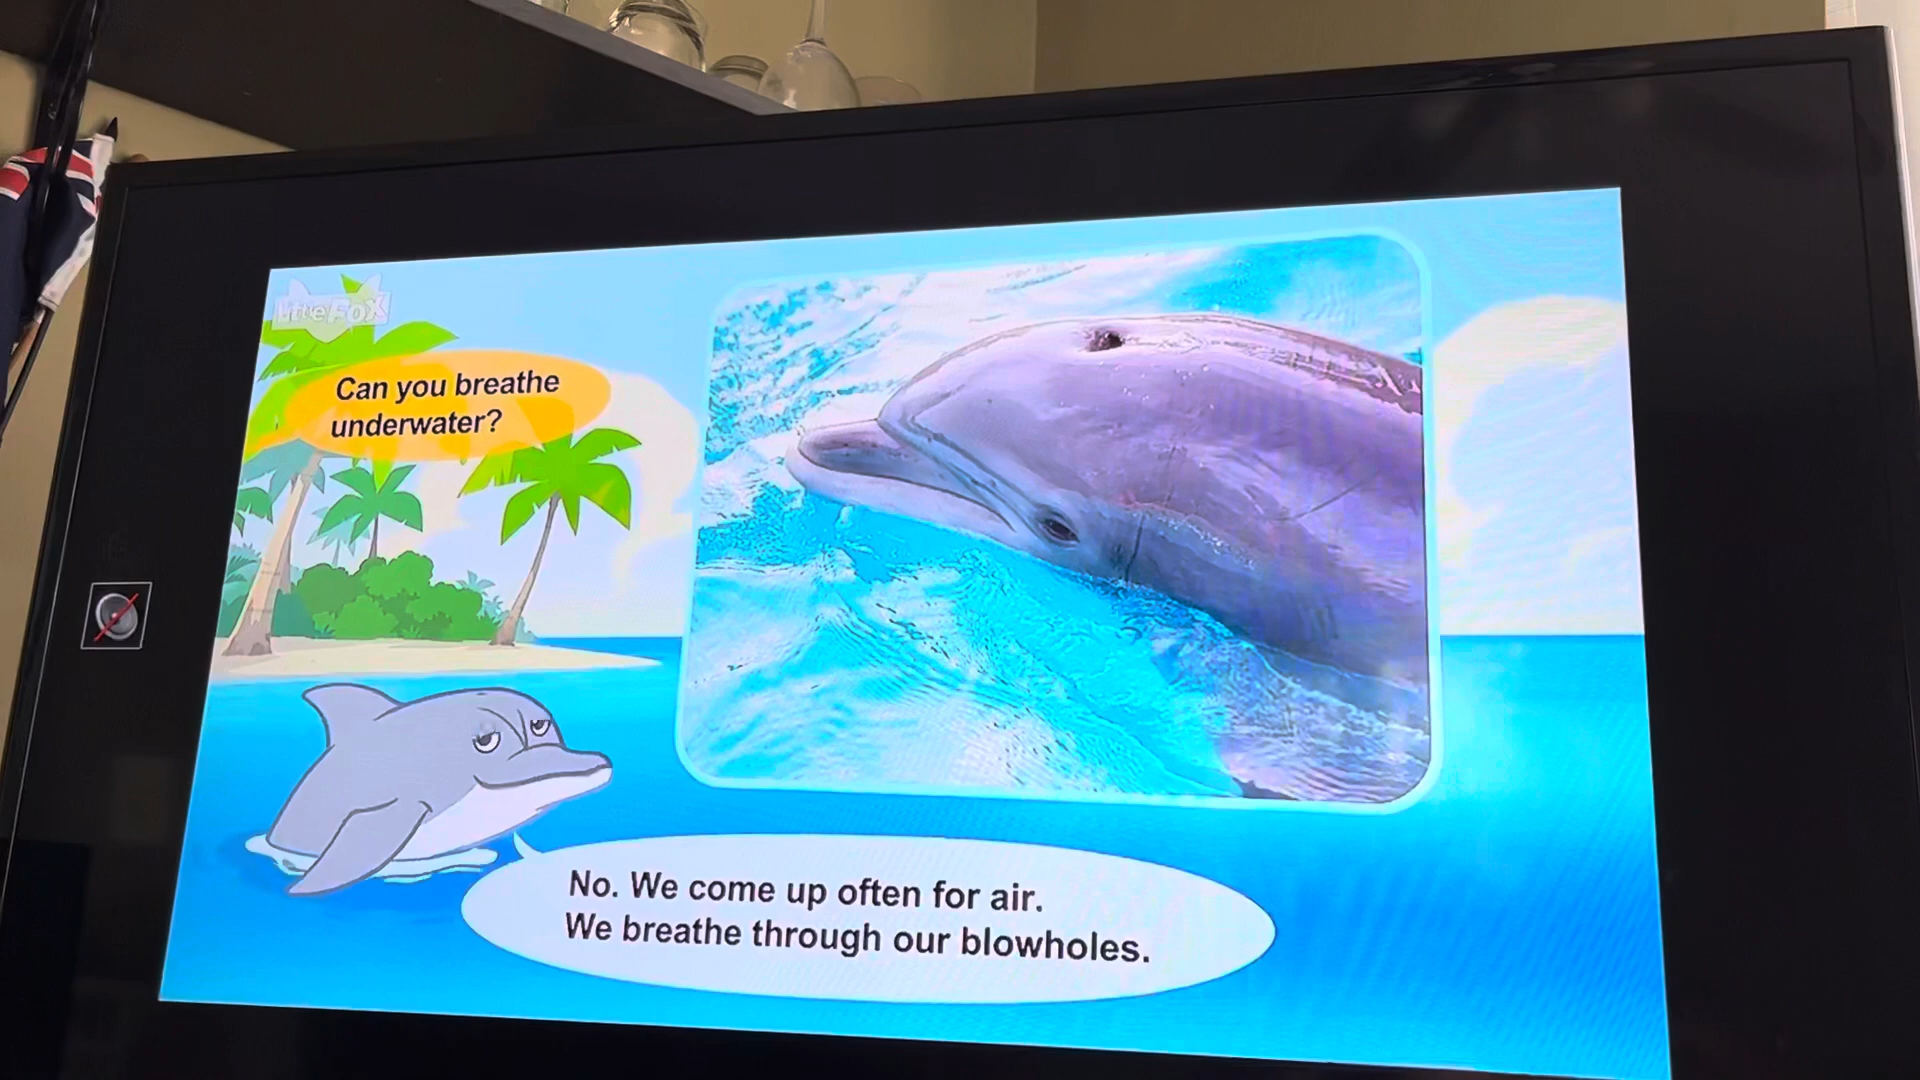 Little Fox
Can you breathe
underwater?
No. We come up often for air.
We breathe through our blowholes.